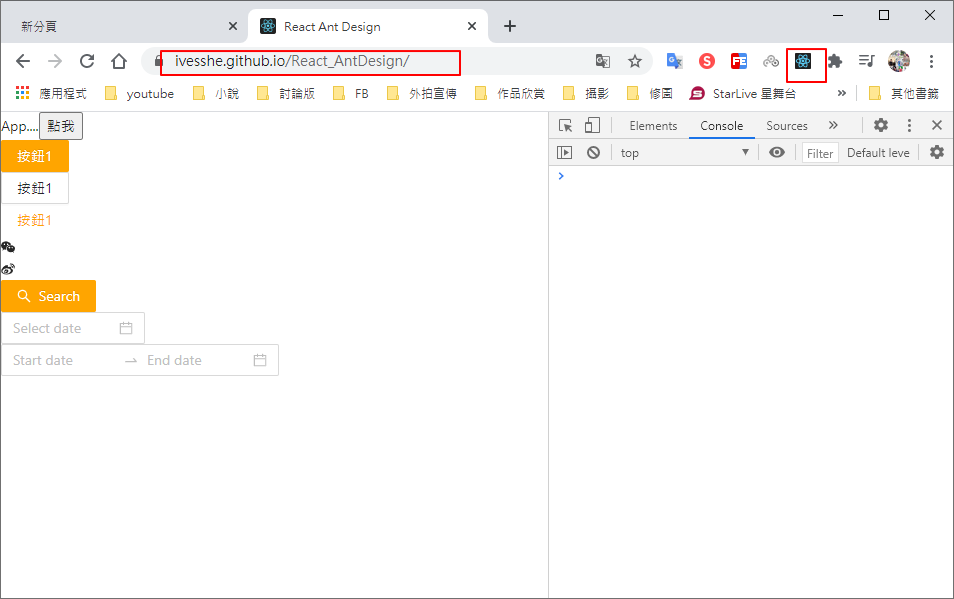 新分頁
React Ant Design
ivesshe.github.io/React_AntDesign/
S FE
應用程式 youtube 小說 討論版 FB 外拍宣傳 作品欣賞 攝影 修圖 StarLive 星舞台 » 其他書籤
App.... 點我
Elements Console Sources »
按鈕1
top Filter Default leve
按鈕1
按鈕1
Search
Select date
Start date End date